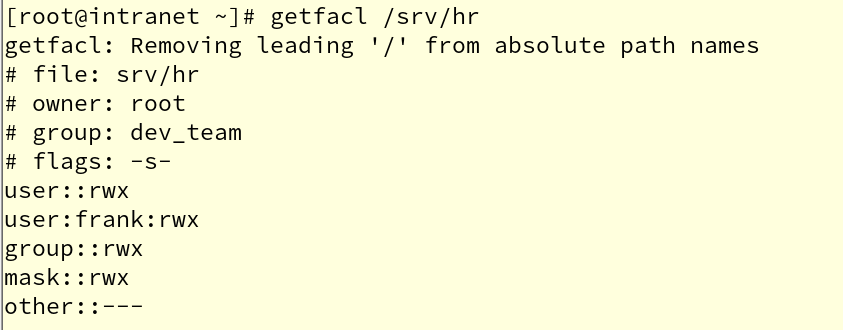 [root@intranet ~]# getfacl /srv/hr
getfacl: Removing leading '/' from absolute path names
# file: srv/hr
# owner: root
# group: dev_team
# flags: -s-
user::rwx
user:frank:rwx
group::rwx
mask::rwx
other::---